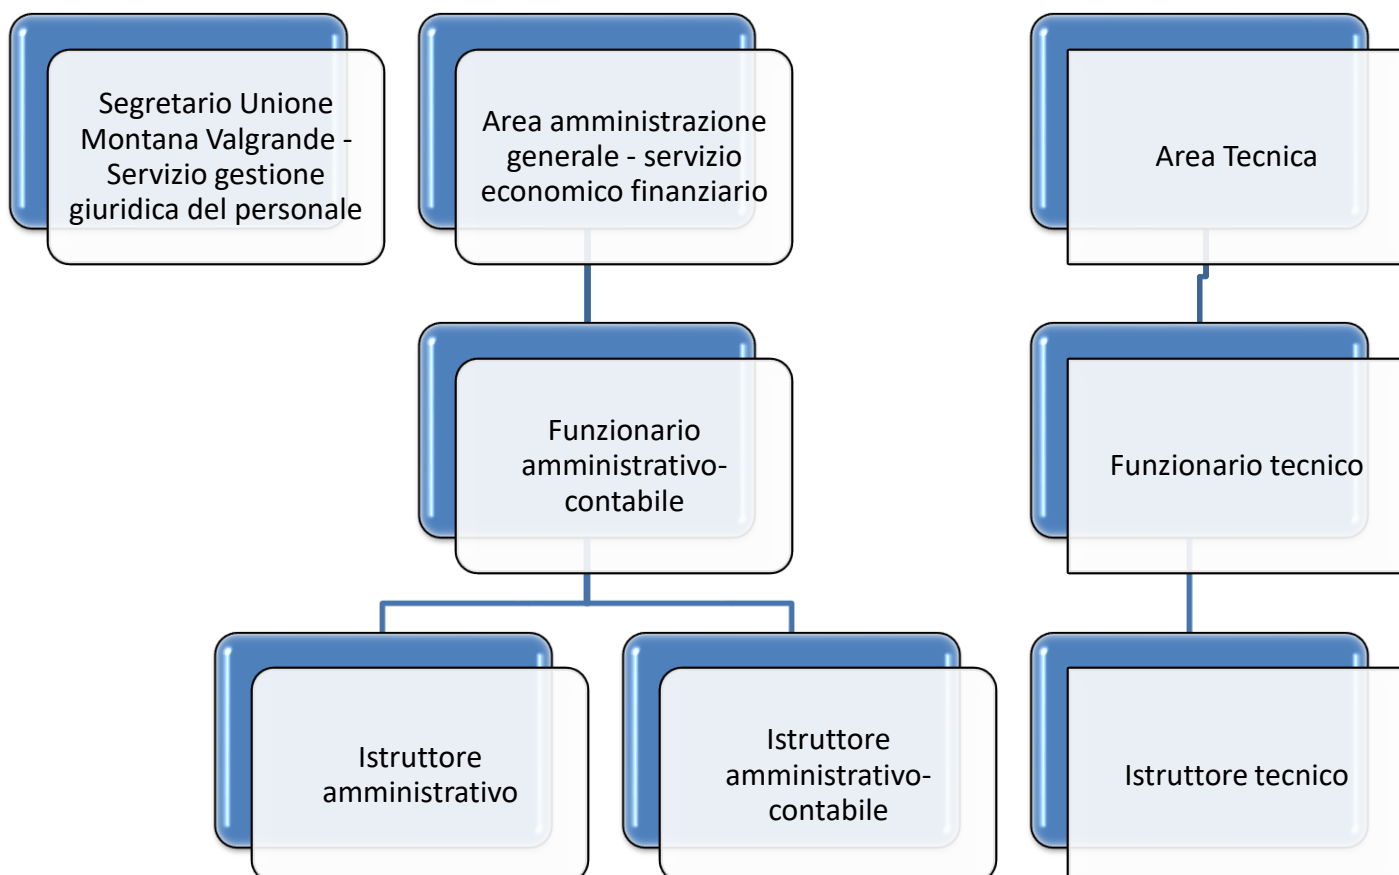 Segretario Unione
Montana Valgrande -
Servizio gestione
giuridica del personale
Area amministrazione
generale - servizio
economico finanziario
Area Tecnica
Funzionario
amministrativo-
contabile
Funzionario tecnico
Istruttore
amministrativo
Istruttore
amministrativo-
contabile
Istruttore tecnico